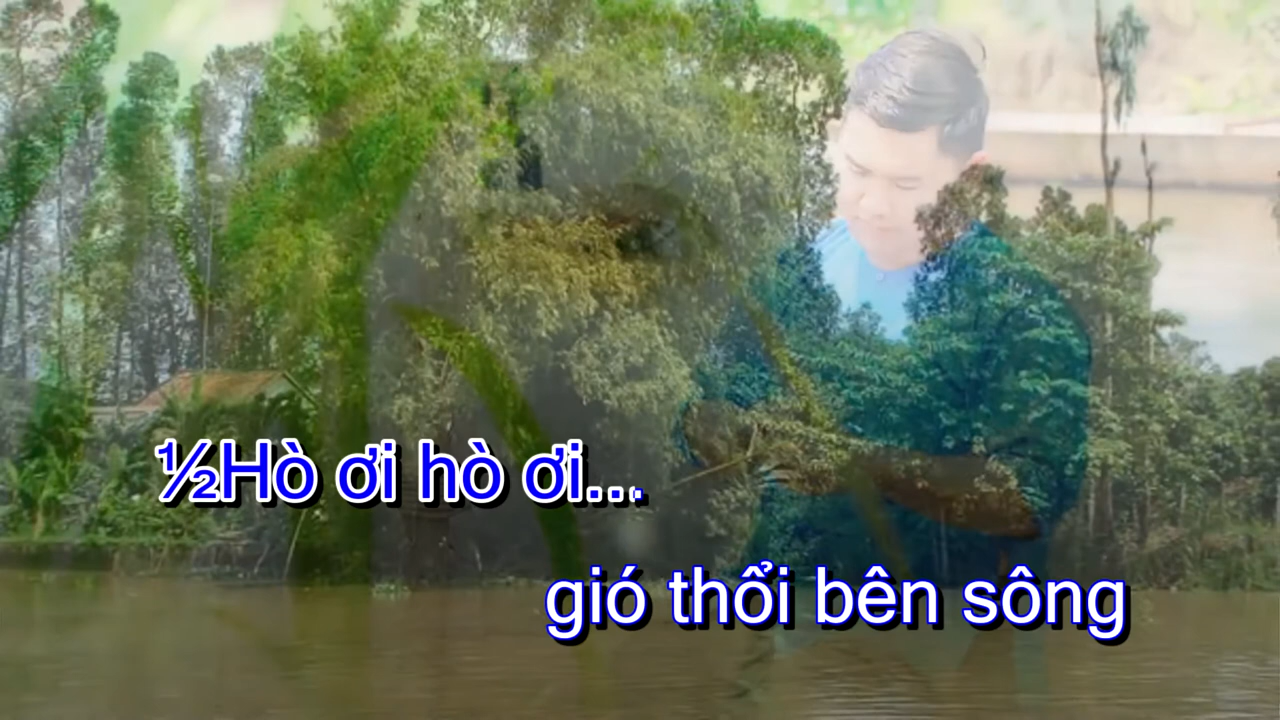 ½Hò ơi hò ơi...
gió thổi bên sông